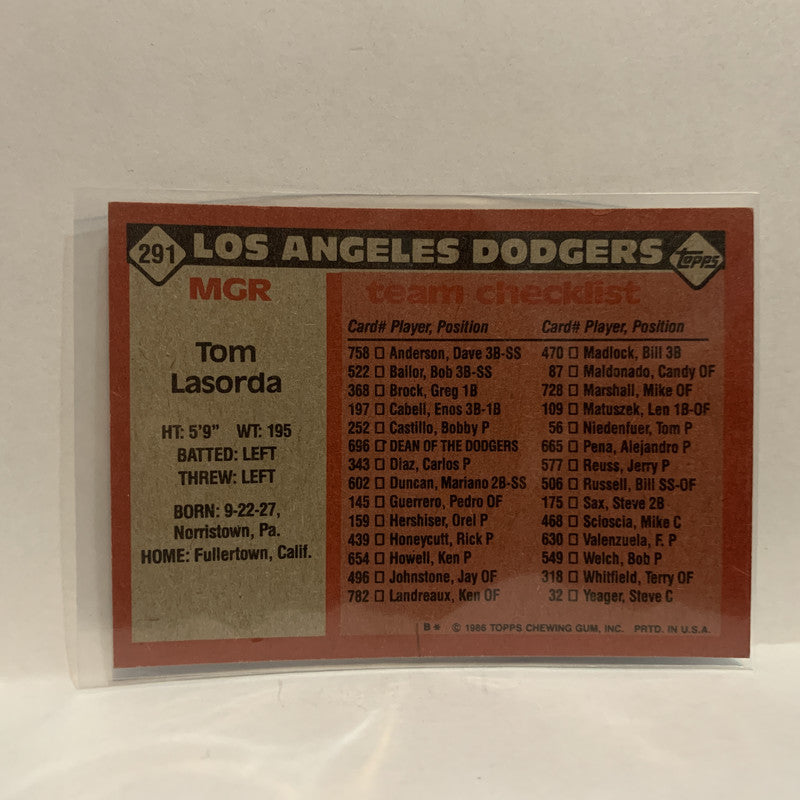 291 LOS ANGELES DODGERS topps
MGR
Tom
Lasorda
HT: 5'9" WT: 195
BATTED: LEFT
THREW: LEFT
BORN: 9-22-27,
Norristown, Pa.
HOME: Fullertown, Calif.
team checklist
Card# Player, Position
758 Anderson, Dave 3B-SS
522 Bailor, Bob 3B-SS
368 Brock, Greg 1B
197 Cabell, Enos 3B-1B
252 Castillo, Bobby P
696 DEAN OF THE DODGERS
343 Diaz, Carlos P
602 Duncan, Mariano 2B-SS
145 Guerrero, Pedro OF
159 Hershiser, Orel P
439 Honeycutt, Rick P
654 Howell, Ken P
496 Johnstone, Jay OF
782 Landreaux, Ken OF
Card# Player, Position
470 Madlock, Bill 3B
87 Maldonado, Candy OF
728 Marshall, Mike OF
109 Matuszek, Len 1B-OF
56 Niedenfuer, Tom P
665 Pena, Alejandro P
577 Reuss, Jerry P
506 Russell, Bill SS-OF
175 Sax, Steve 2B
468 Scioscia, Mike C
630 Valenzuela, F. P
549 Welch, Bob P
318 Whitfield, Terry OF
32 Yeager, Steve C
B* © 1986 TOPPS CHEWING GUM, INC. PRTD. IN U.S.A.